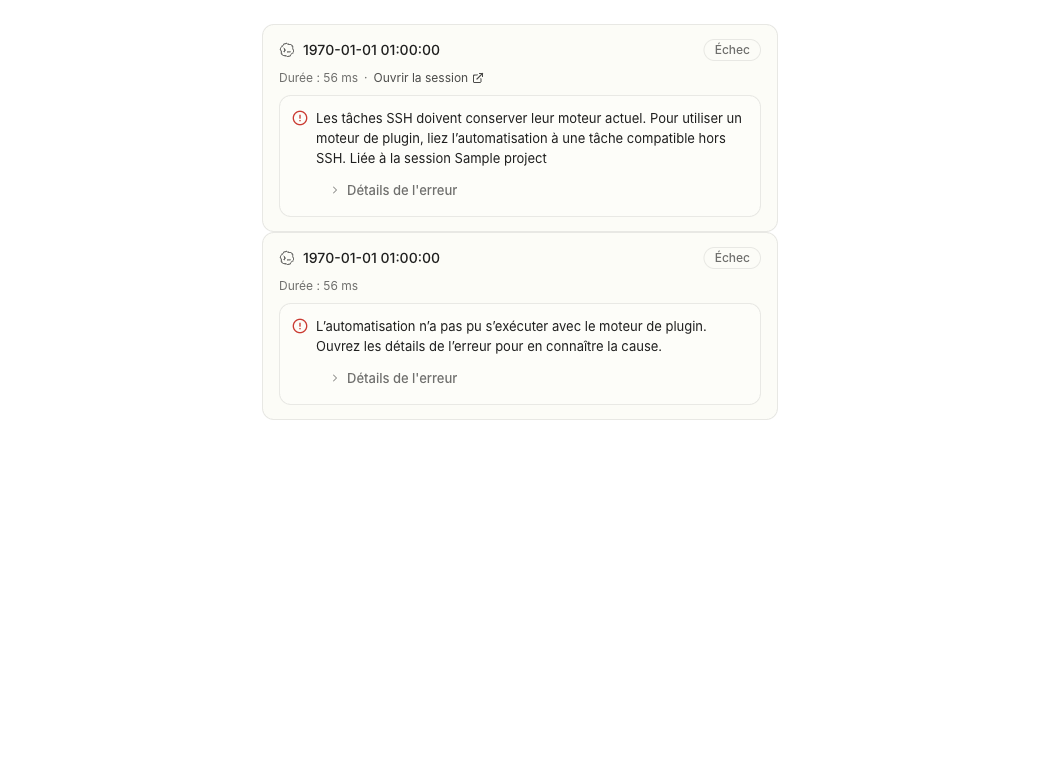 1970-01-01 01:00:00
Échec
Durée : 56 ms · Ouvrir la session
Les tâches SSH doivent conserver leur moteur actuel. Pour utiliser un
moteur de plugin, liez l’automatisation à une tâche compatible hors
SSH. Liée à la session Sample project
Détails de l'erreur
1970-01-01 01:00:00
Échec
Durée : 56 ms
L’automatisation n’a pas pu s’exécuter avec le moteur de plugin.
Ouvrez les détails de l’erreur pour en connaître la cause.
Détails de l'erreur